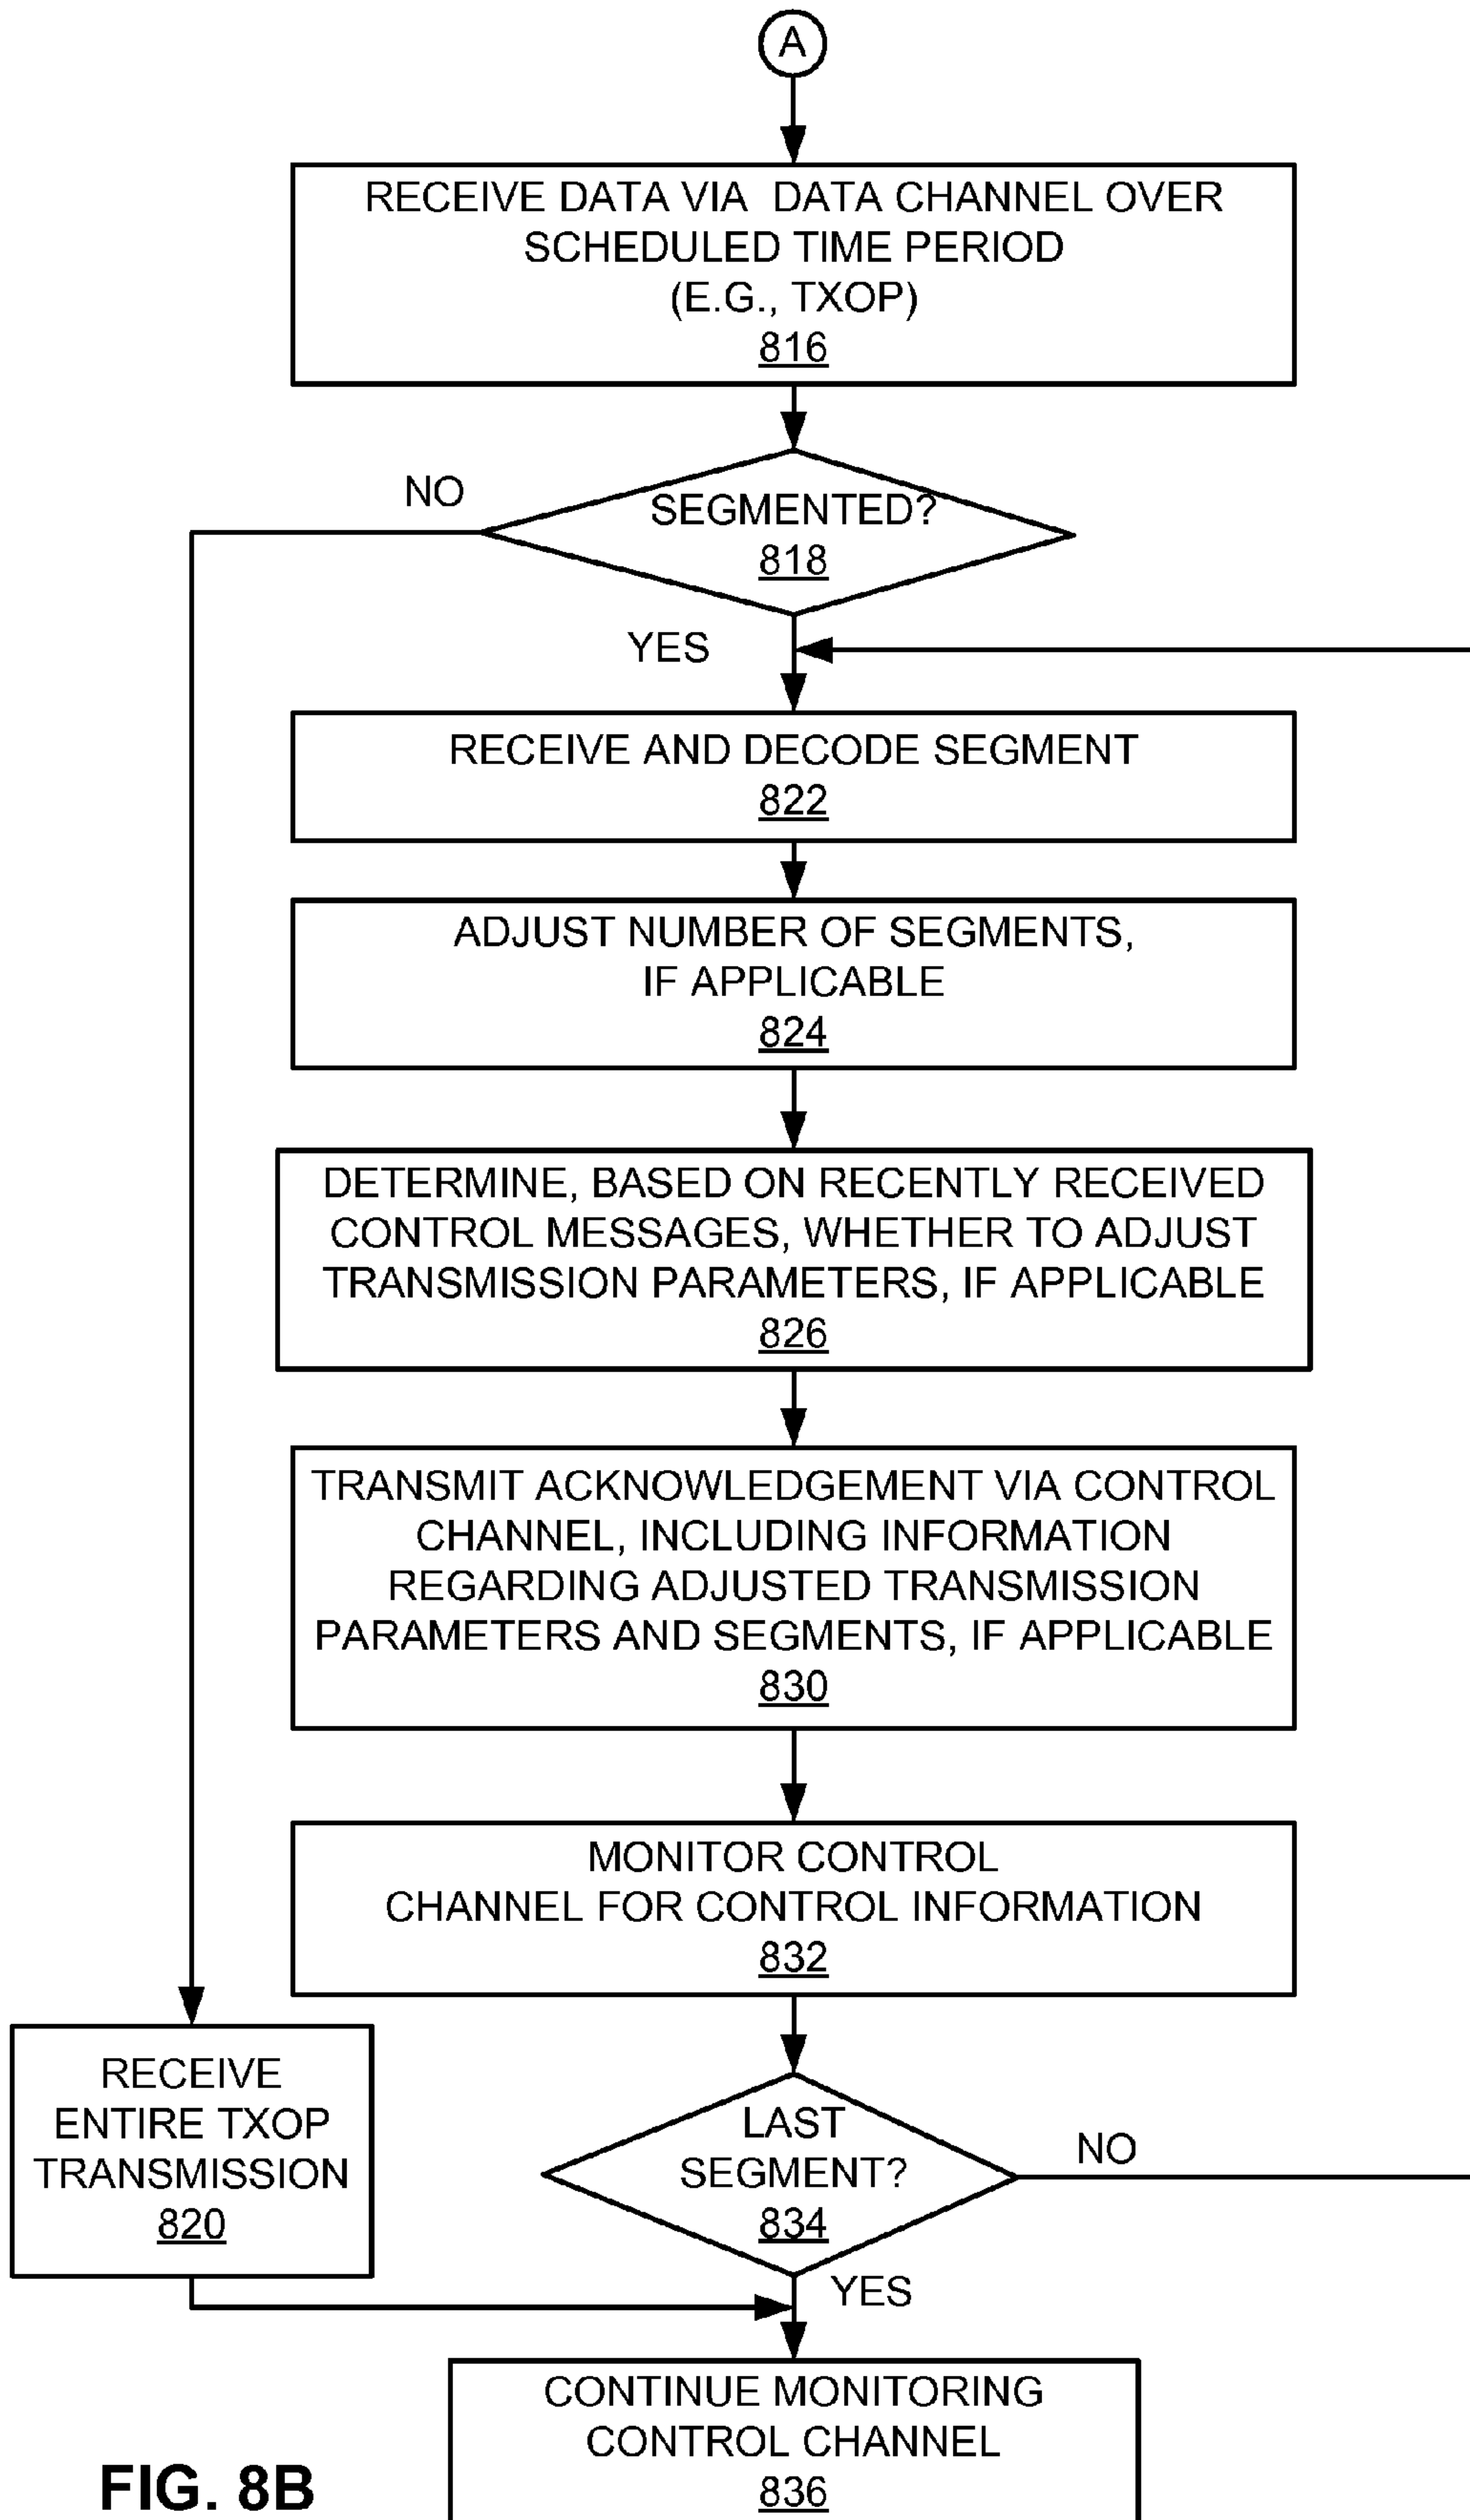 A
RECEIVE DATA VIA DATA CHANNEL OVER
SCHEDULED TIME PERIOD
(E.G., TXOP)
816
NO
SEGMENTED?
818
YES
RECEIVE AND DECODE SEGMENT
822
ADJUST NUMBER OF SEGMENTS,
IF APPLICABLE
824
DETERMINE, BASED ON RECENTLY RECEIVED
CONTROL MESSAGES, WHETHER TO ADJUST
TRANSMISSION PARAMETERS, IF APPLICABLE
826
TRANSMIT ACKNOWLEDGEMENT VIA CONTROL
CHANNEL, INCLUDING INFORMATION
REGARDING ADJUSTED TRANSMISSION
PARAMETERS AND SEGMENTS, IF APPLICABLE
830
MONITOR CONTROL
CHANNEL FOR CONTROL INFORMATION
832
RECEIVE
ENTIRE TXOP
TRANSMISSION
820
LAST
SEGMENT?
834
NO
YES
CONTINUE MONITORING
CONTROL CHANNEL
836
FIG. 8B